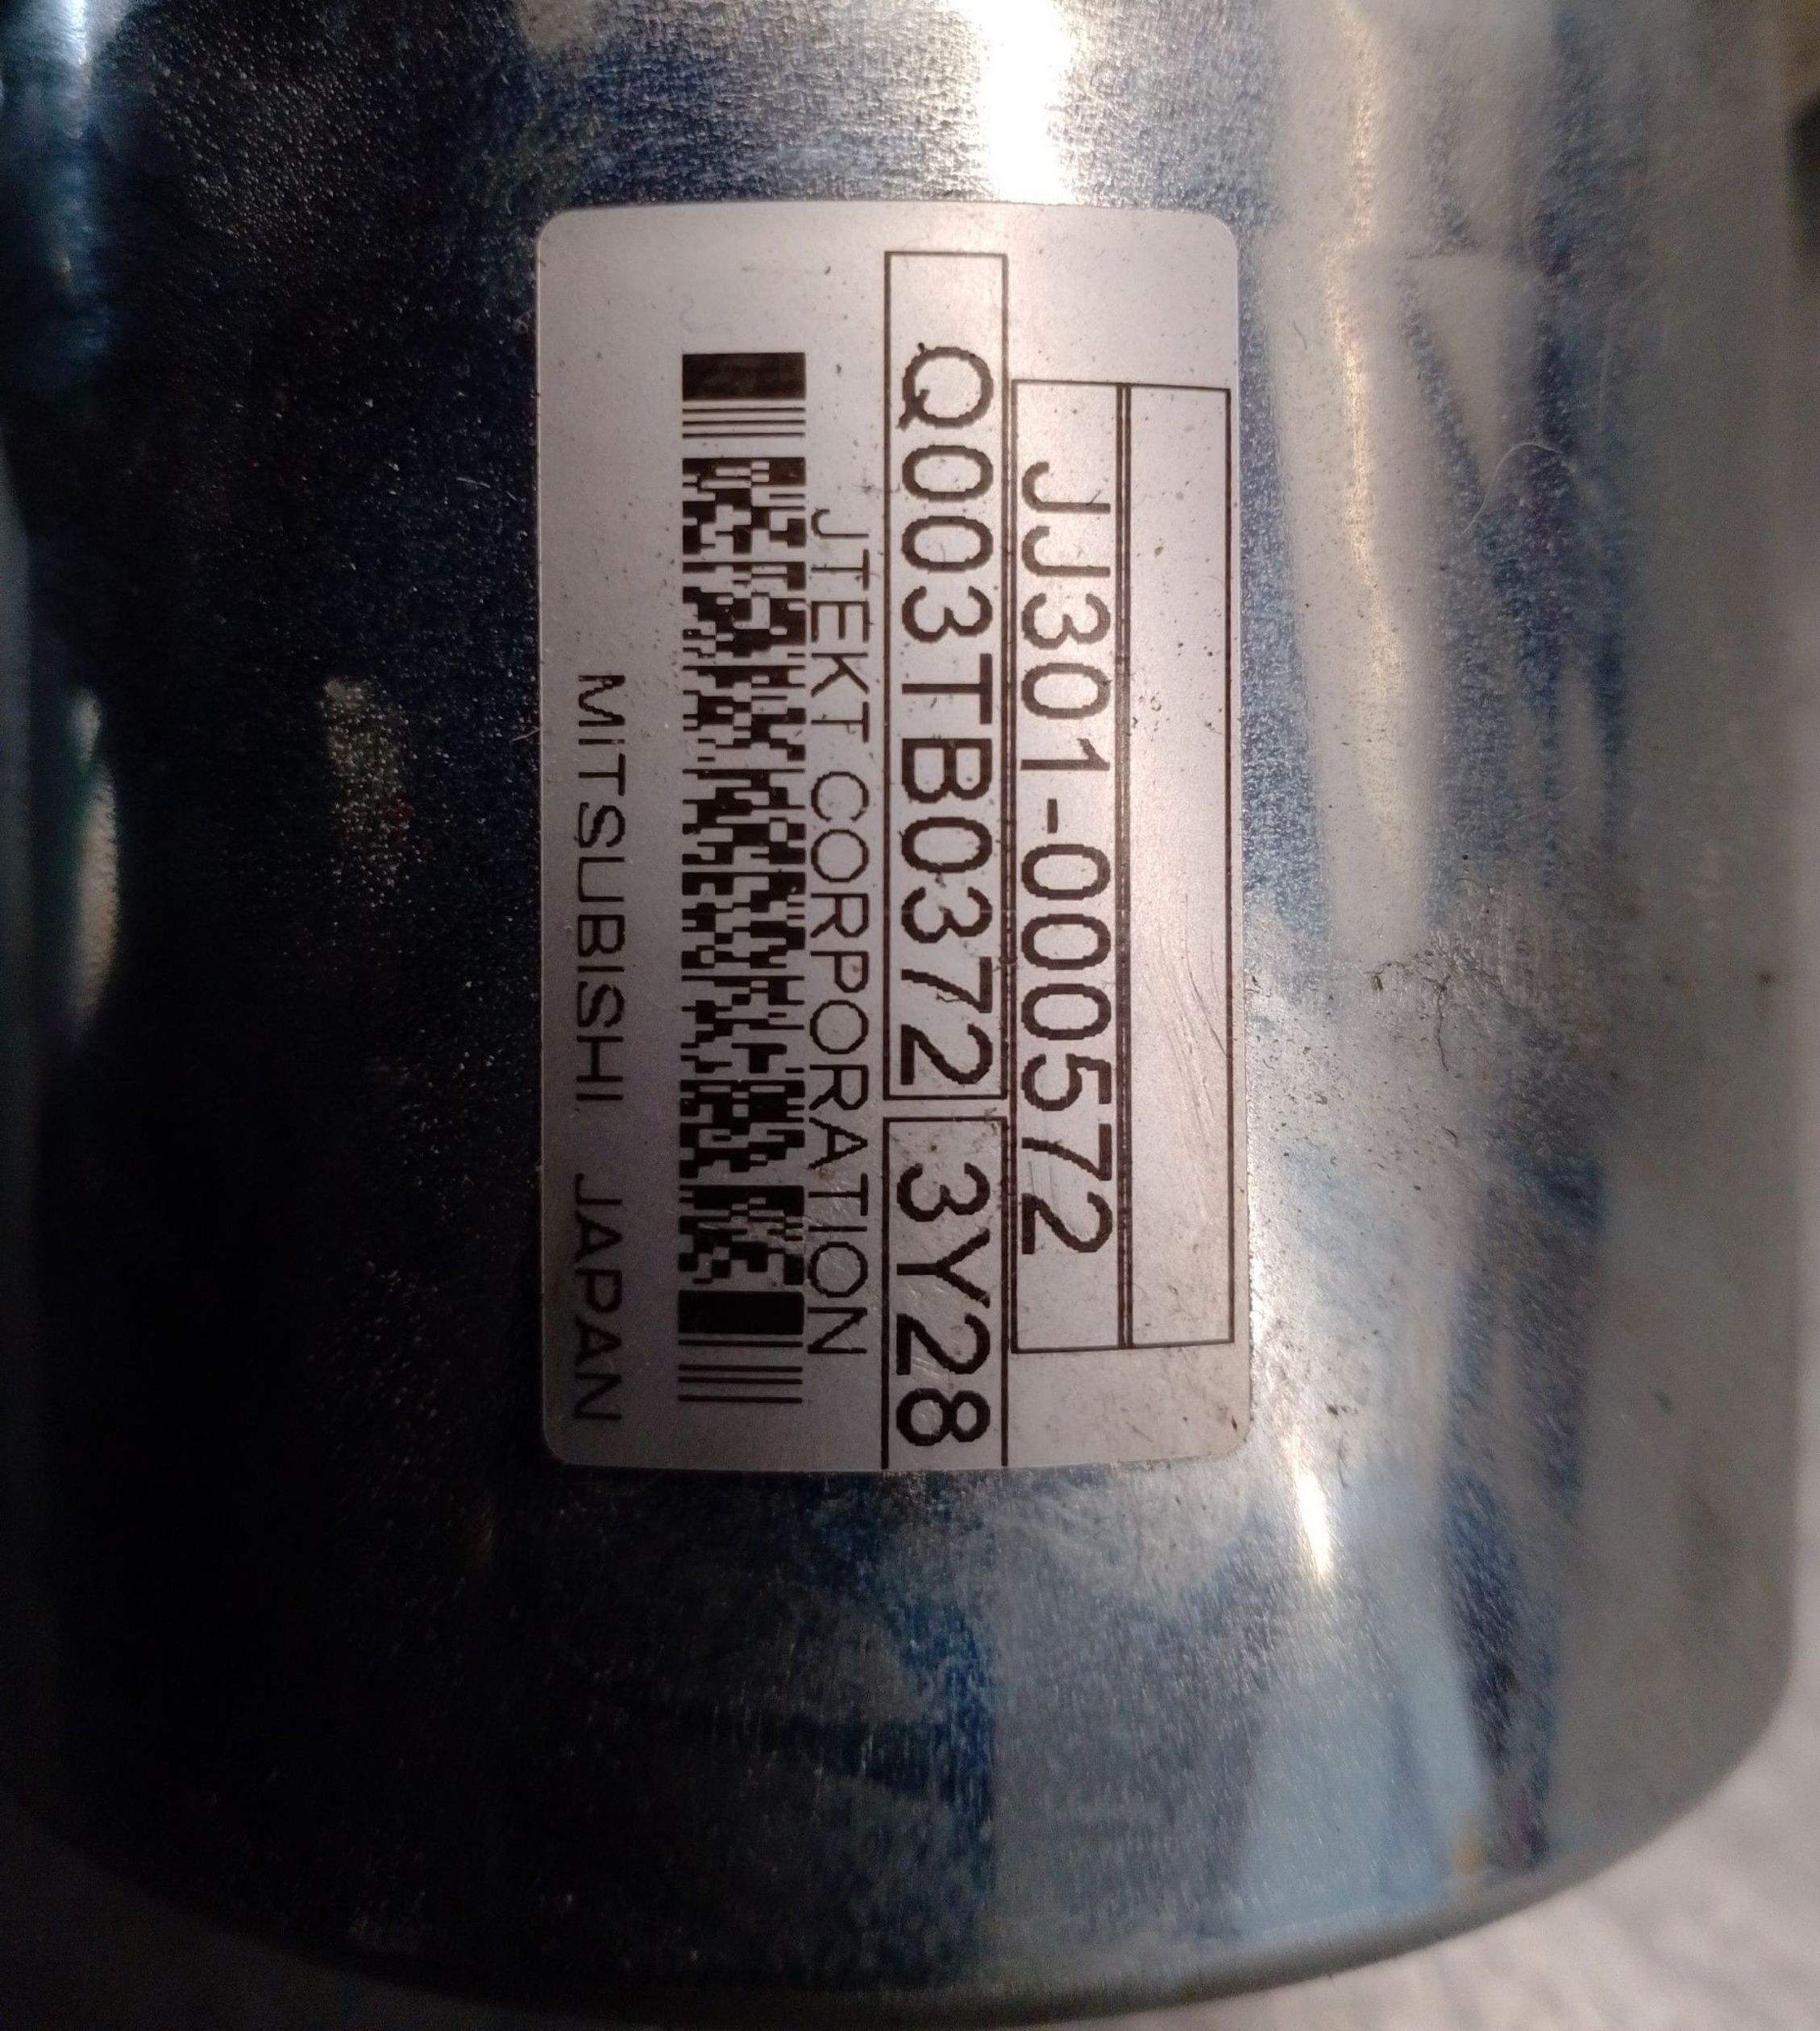 JJ301-000572
Q003TB0372 3Y28
JTEKT CORPORATION
MITSUBISHI JAPAN